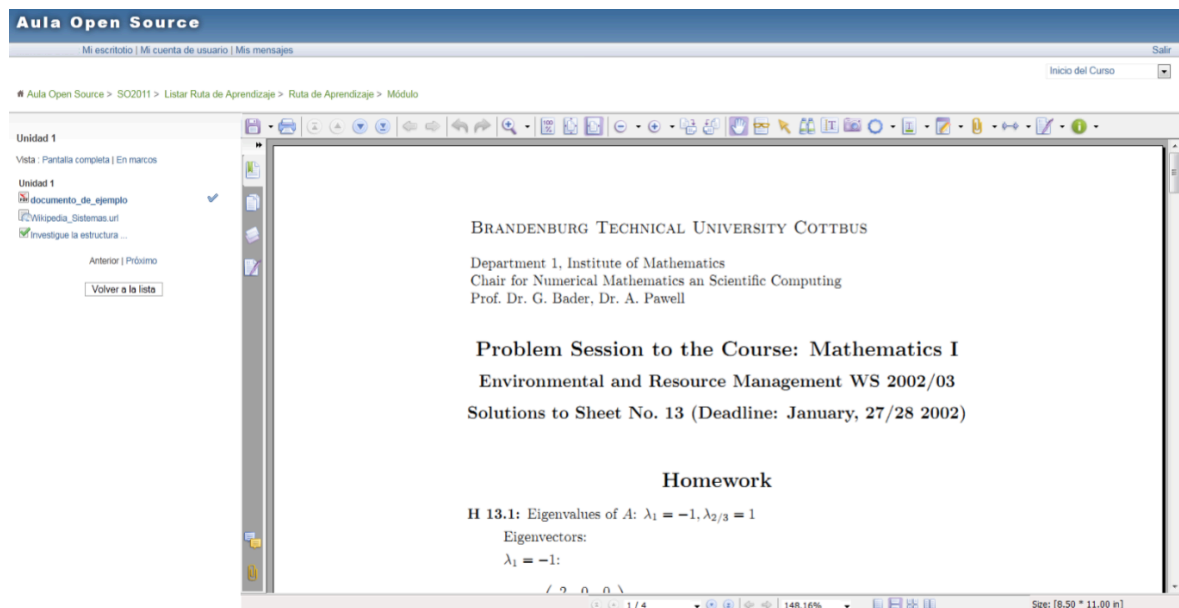 Aula Open Source
Mi escritotio | Mi cuenta de usuario | Mis mensajes
Salir
Inicio del Curso
Aula Open Source > SO2011 > Listar Ruta de Aprendizaje > Ruta de Aprendizaje > Módulo
Unidad 1
Vista : Pantalla completa | En marcos
Unidad 1
documento_de_ejemplo
Wikipedia_Sistemas.url
Investigue la estructura ...
Anterior | Próximo
Volver a la lista
BRANDENBURG TECHNICAL UNIVERSITY COTTBUS
Department 1, Institute of Mathematics
Chair for Numerical Mathematics an Scientific Computing
Prof. Dr. G. Bader, Dr. A. Pawell
Problem Session to the Course: Mathematics I
Environmental and Resource Management WS 2002/03
Solutions to Sheet No. 13 (Deadline: January, 27/28 2002)
Homework
H 13.1: Eigenvalues of A: λ₁ = −1, λ₂/₃ = 1
Eigenvectors:
λ₁ = −1:
2 0 0
1 / 4
148.16%
Size: [8.50 * 11.00 in]